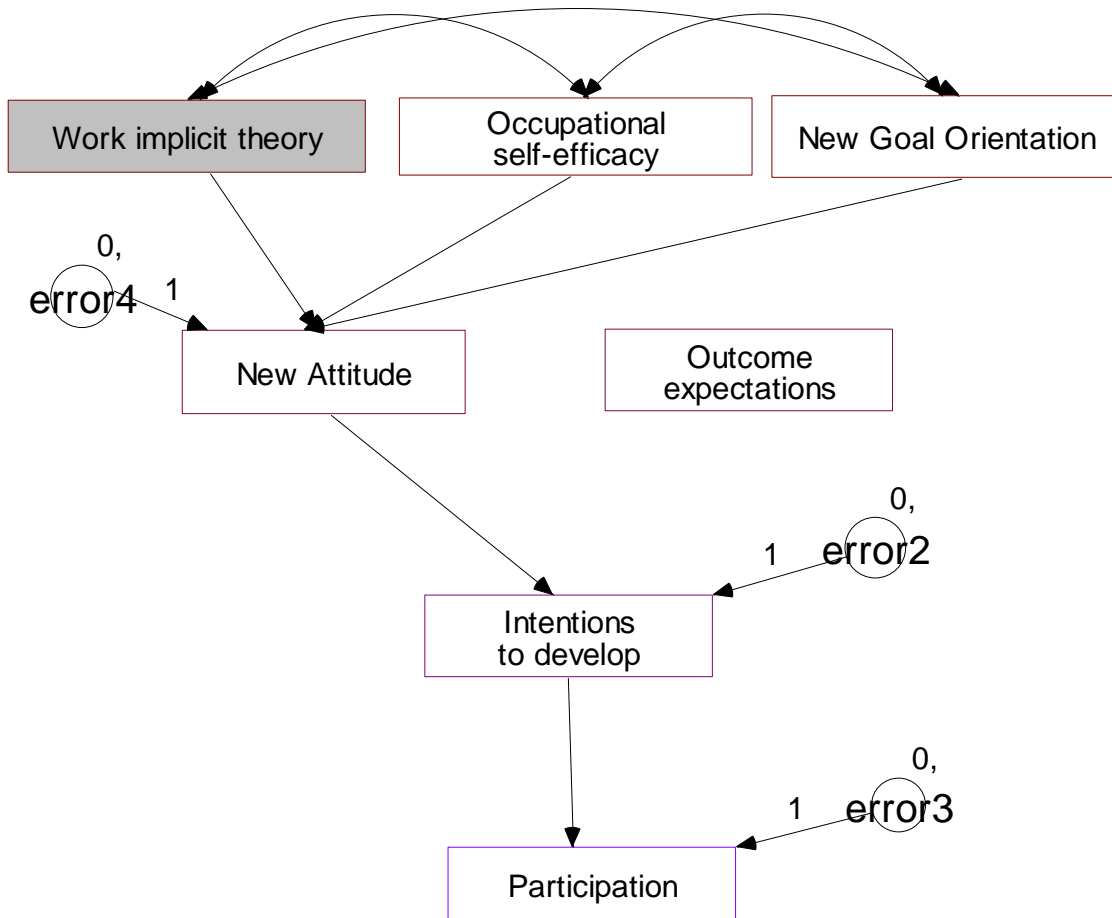 Work implicit theory
Occupational
self-efficacy
New Goal Orientation
0,
error4
1
New Attitude
Outcome
expectations
0,
error2
1
Intentions
to develop
0,
error3
1
Participation